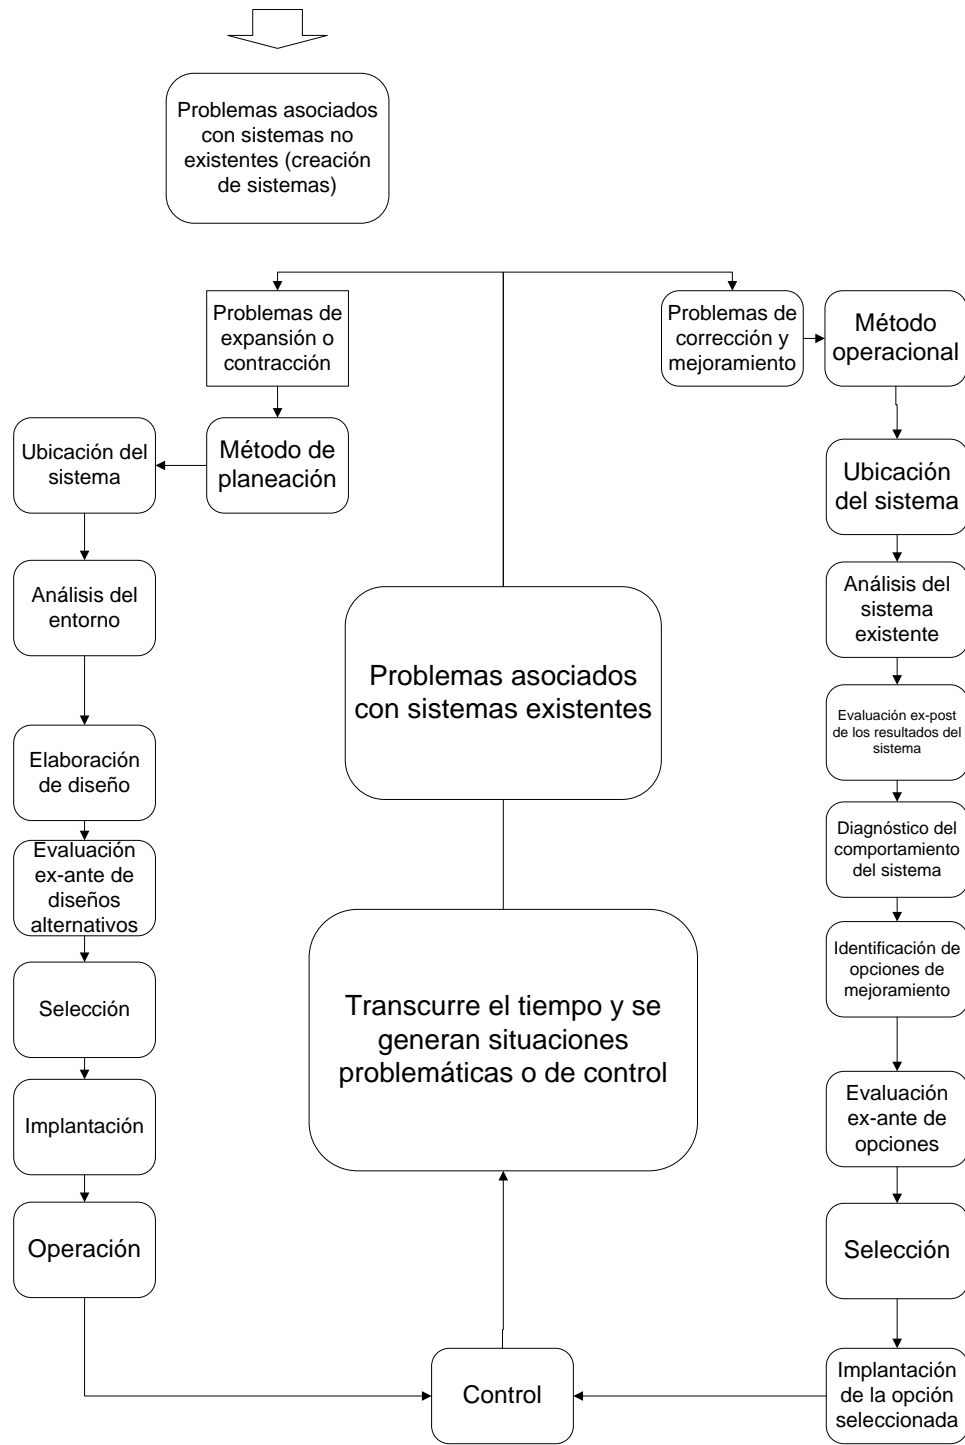 Problemas asociados
con sistemas no
existentes (creación
de sistemas)
Problemas de
expansión o
contracción
Problemas de
corrección y
mejoramiento
Método
operacional
Ubicación del
sistema
Método de
planeación
Ubicación
del sistema
Análisis del
entorno
Análisis del
sistema
existente
Problemas asociados
con sistemas existentes
Evaluación ex-post
de los resultados del
sistema
Elaboración
de diseño
Diagnóstico del
comportamiento
del sistema
Evaluación
ex-ante de
diseños
alternativos
Identificación de
opciones de
mejoramiento
Selección
Transcurre el tiempo y se
generan situaciones
problemáticas o de control
Implantación
Evaluación
ex-ante de
opciones
Operación
Selección
Control
Implantación
de la opción
seleccionada